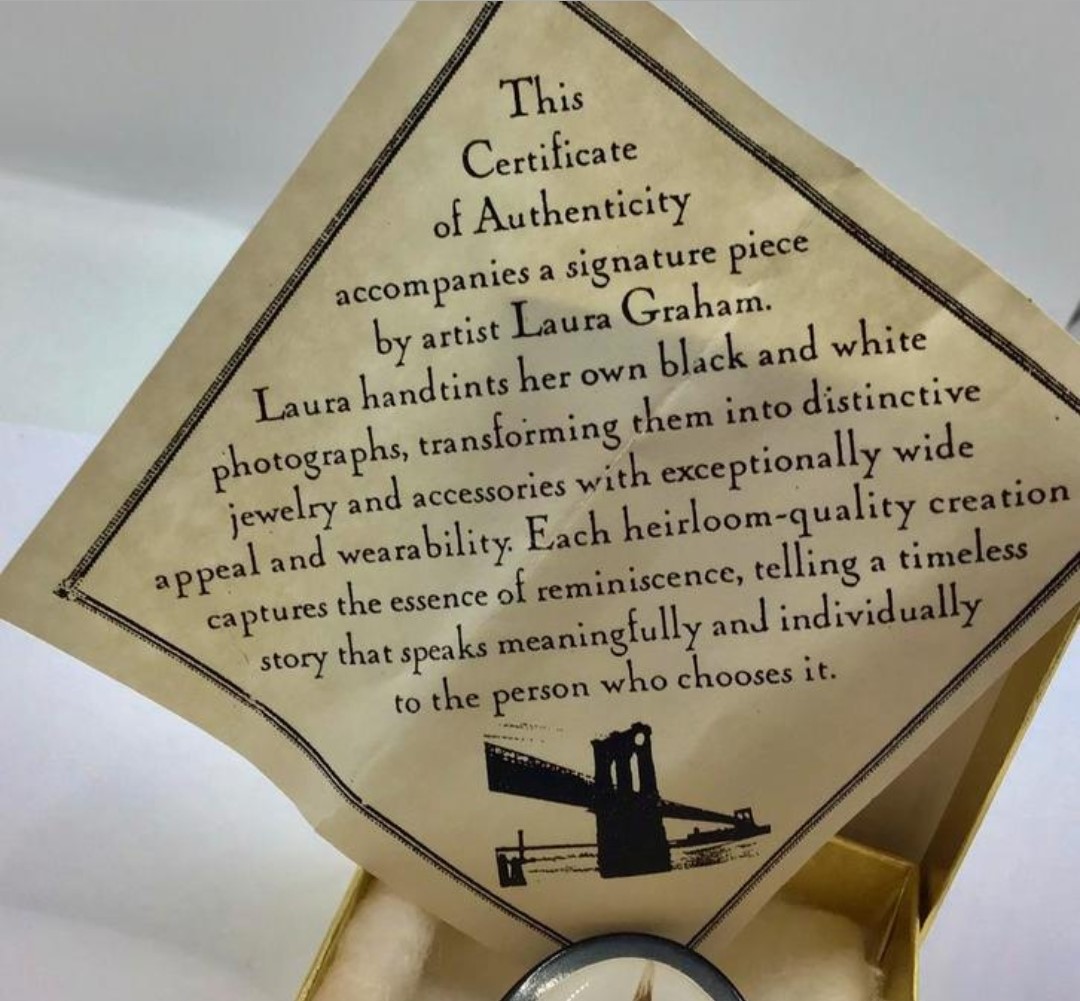 This
Certificate
of Authenticity
accompanies a signature piece
by artist Laura Graham.
Laura handtints her own black and white
photographs, transforming them into distinctive
jewelry and accessories with exceptionally wide
appeal and wearability. Each heirloom-quality creation
captures the essence of reminiscence, telling a timeless
story that speaks meaningfully and individually
to the person who chooses it.